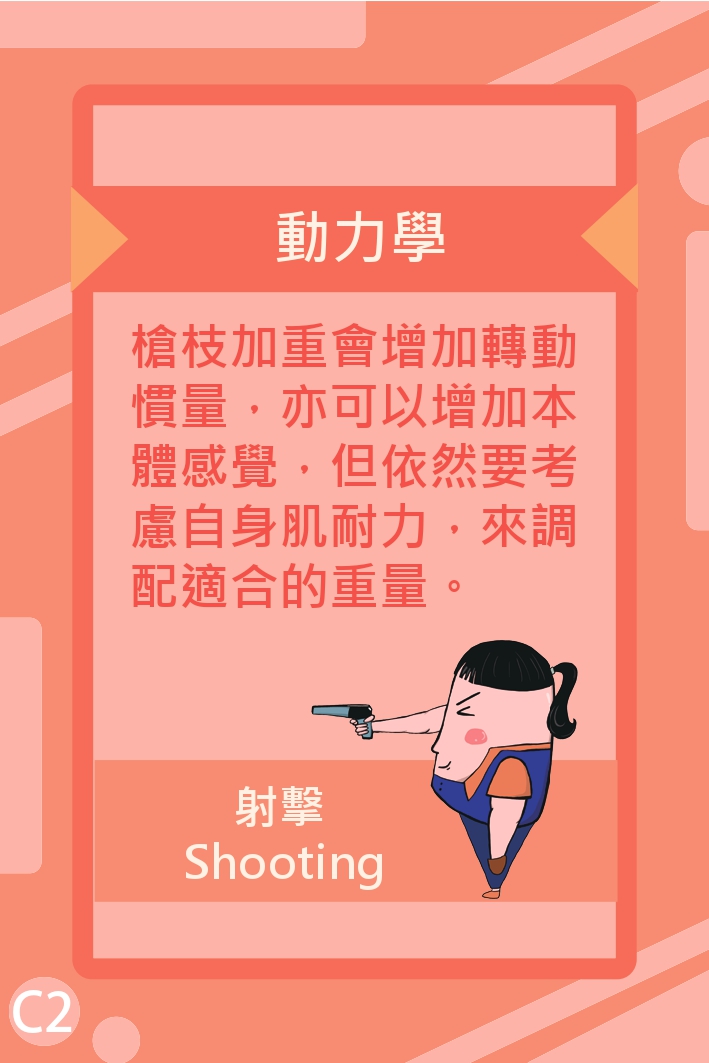 動力學
槍枝加重會增加轉動
慣量，亦可以增加本
體感覺，但依然要考
慮自身肌耐力，來調
配適合的重量。
射擊
Shooting
C2